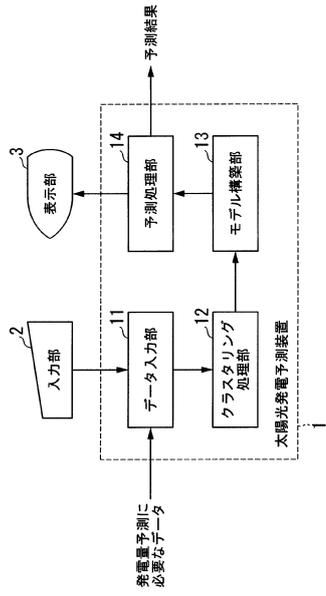 発電量予測に
必要なデータ
2
入力部
11
データ入力部
12
クラスタリング
処理部
太陽光発電予測装置
1
3
表示部
14
予測処理部
13
モデル構築部
予測結果